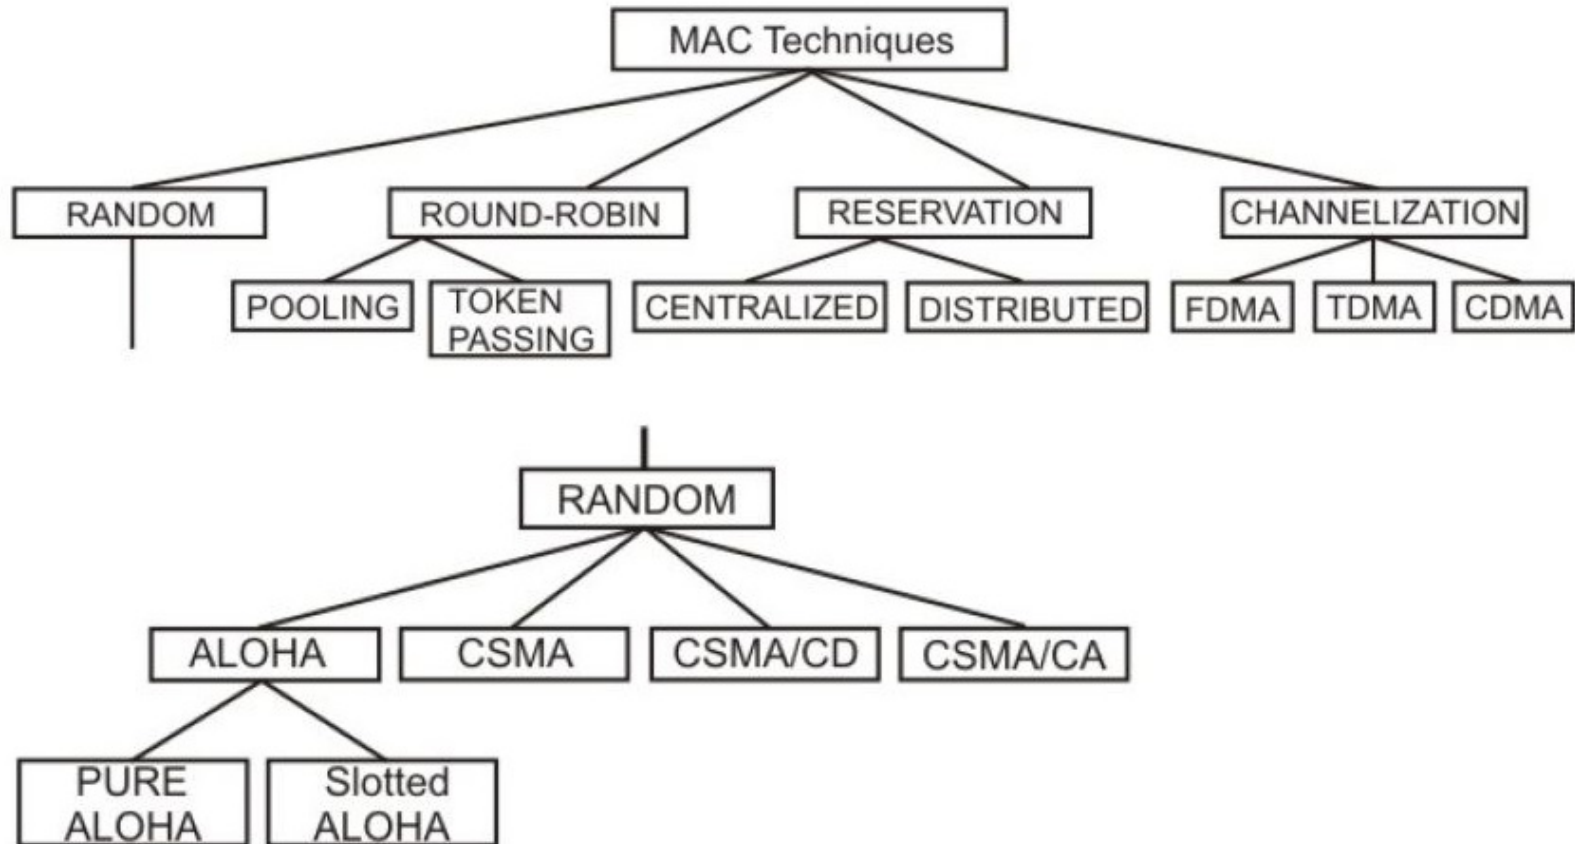 MAC Techniques
RANDOM
ROUND-ROBIN
RESERVATION
CHANNELIZATION
POOLING
TOKEN
PASSING
CENTRALIZED
DISTRIBUTED
FDMA
TDMA
CDMA
RANDOM
ALOHA
CSMA
CSMA/CD
CSMA/CA
PURE
ALOHA
Slotted
ALOHA